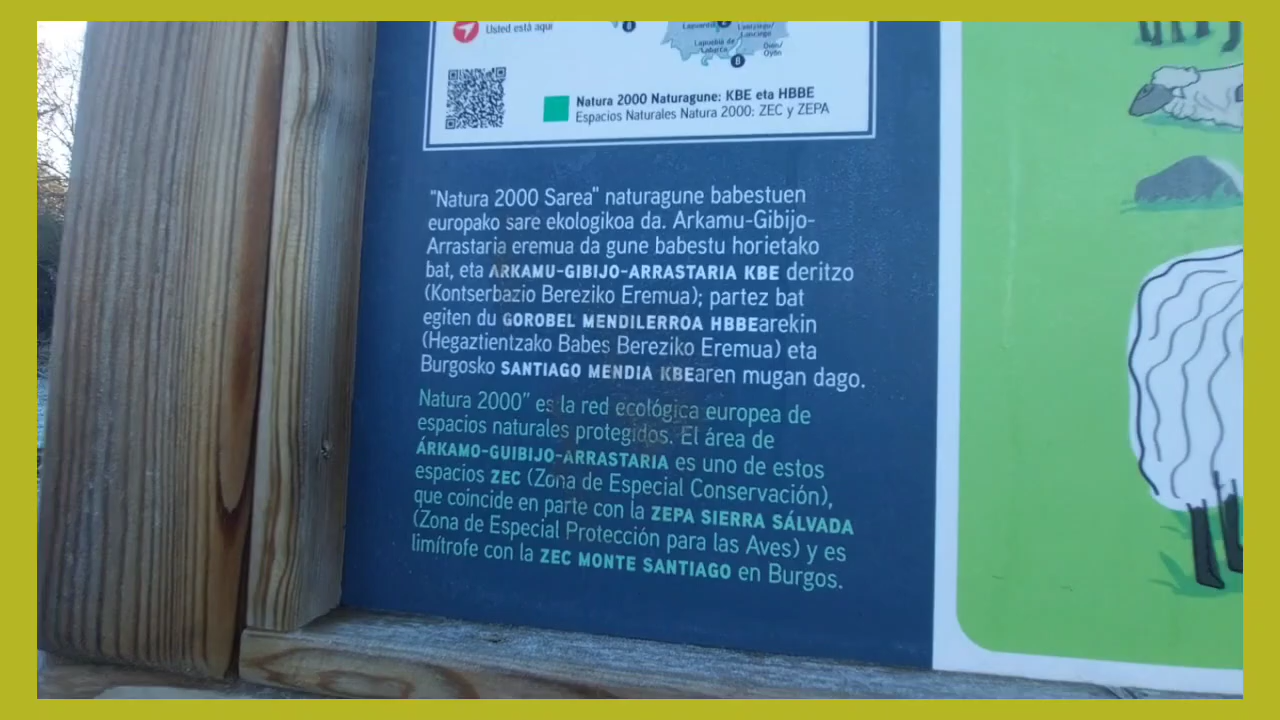 Usted está aquí
Lapuebla de
Labarca
Oion/
Oyón
Natura 2000 Naturagune: KBE eta HBBE
Espacios Naturales Natura 2000: ZEC y ZEPA
"Natura 2000 Sarea" naturagune babestuen
europako sare ekologikoa da. Arkamu-Gibijo-
Arrastaria eremua da gune babestu horietako
bat, eta ARKAMU-GIBIJO-ARRASTARIA KBE deritzo
(Kontserbazio Bereziko Eremua); partez bat
egiten du GOROBEL MENDILERROA HBBEarekin
(Hegaztientzako Babes Bereziko Eremua) eta
Burgosko SANTIAGO MENDIA KBEaren mugan dago.
Natura 2000" es la red ecológica europea de
espacios naturales protegidos. El área de
ÁRKAMO-GUIBIJO-ARRASTARIA es uno de estos
espacios ZEC (Zona de Especial Conservación),
que coincide en parte con la ZEPA SIERRA SÁLVADA
(Zona de Especial Protección para las Aves) y es
limítrofe con la ZEC MONTE SANTIAGO en Burgos.